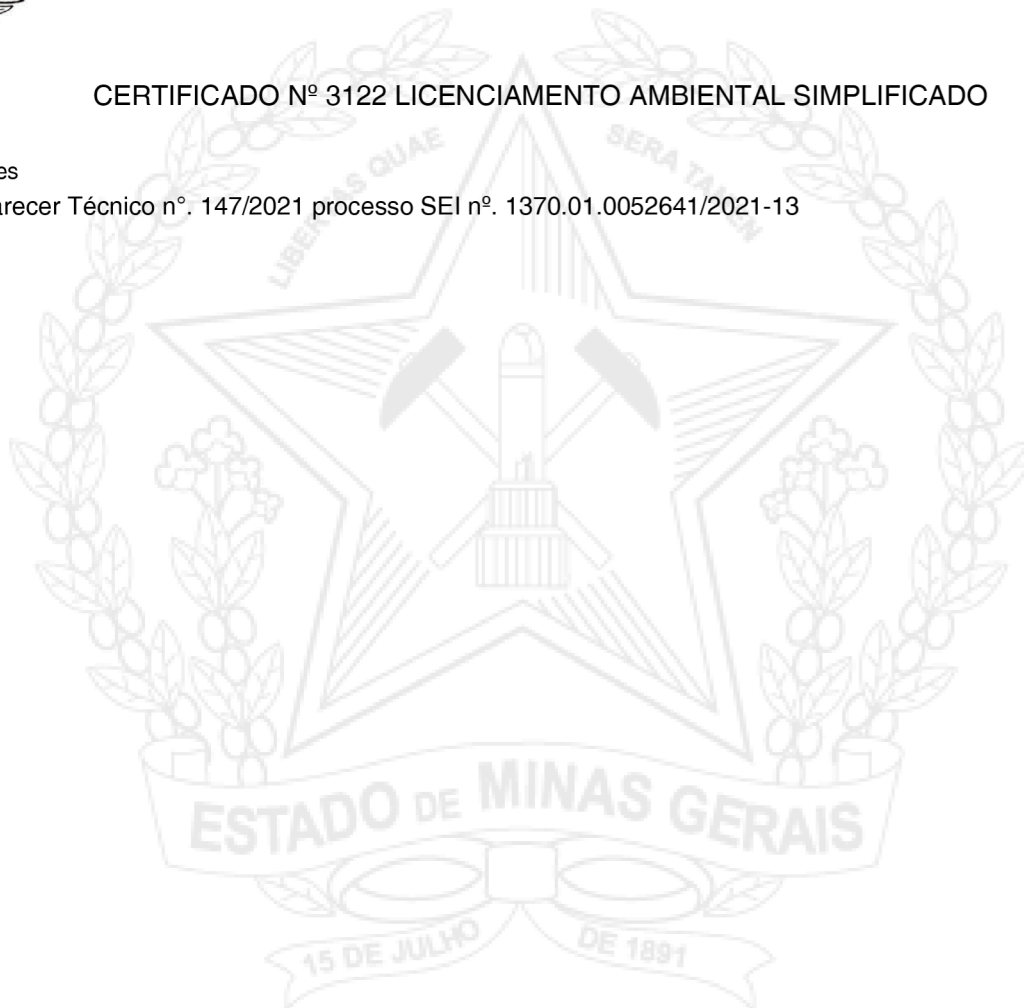 CERTIFICADO Nº 3122 LICENCIAMENTO AMBIENTAL SIMPLIFICADO
es
arecer Técnico n°. 147/2021 processo SEI nº. 1370.01.0052641/2021-13
LIBERTAS QUAE SERA TAMEN
ESTADO DE MINAS GERAIS
15 DE JULHO DE 1891